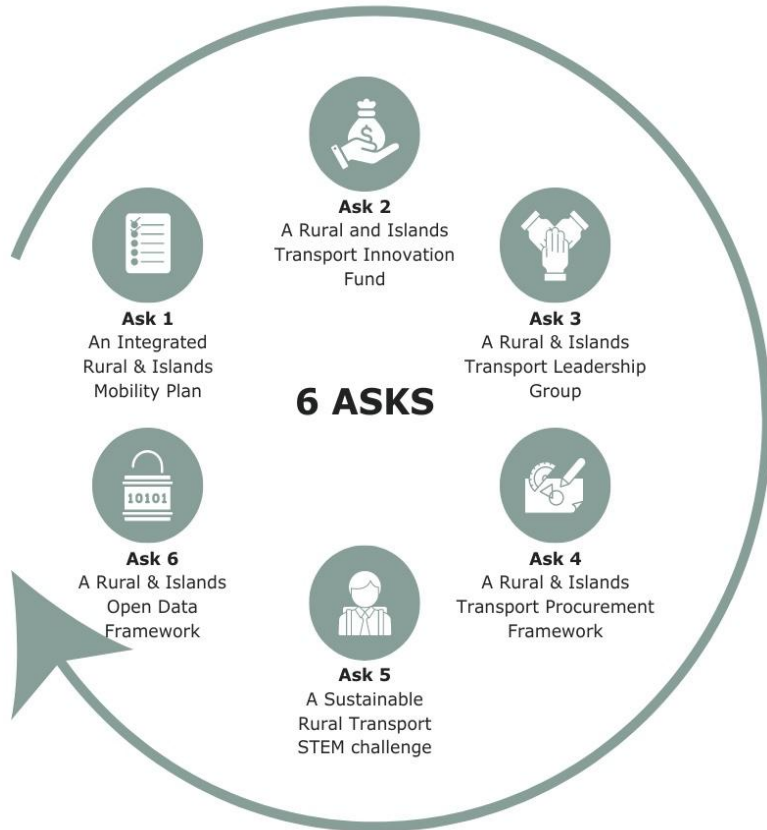 Ask 2
A Rural and Islands
Transport Innovation
Fund
Ask 1
An Integrated
Rural & Islands
Mobility Plan
Ask 3
A Rural & Islands
Transport Leadership
Group
6 ASKS
10101
Ask 6
A Rural & Islands
Open Data
Framework
Ask 4
A Rural & Islands
Transport Procurement
Framework
Ask 5
A Sustainable
Rural Transport
STEM challenge
$